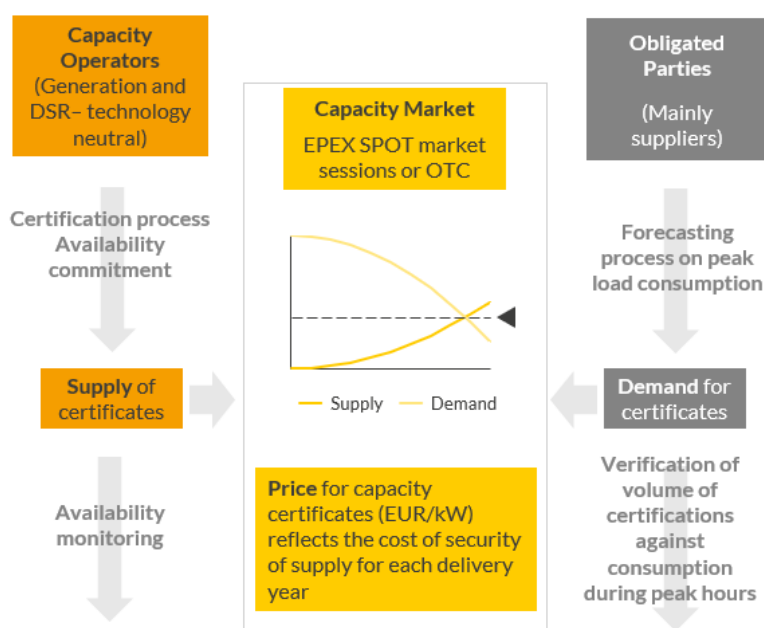 Capacity
Operators
(Generation and
DSR– technology
neutral)
Certification process
Availability
commitment
Supply of
certificates
Availability
monitoring
Capacity Market
EPEX SPOT market
sessions or OTC
Supply
Demand
Price for capacity
certificates (EUR/kW)
reflects the cost of security
of supply for each delivery
year
Obligated
Parties
(Mainly
suppliers)
Forecasting
process on peak
load consumption
Demand for
certificates
Verification of
volume of
certifications
against
consumption
during peak hours